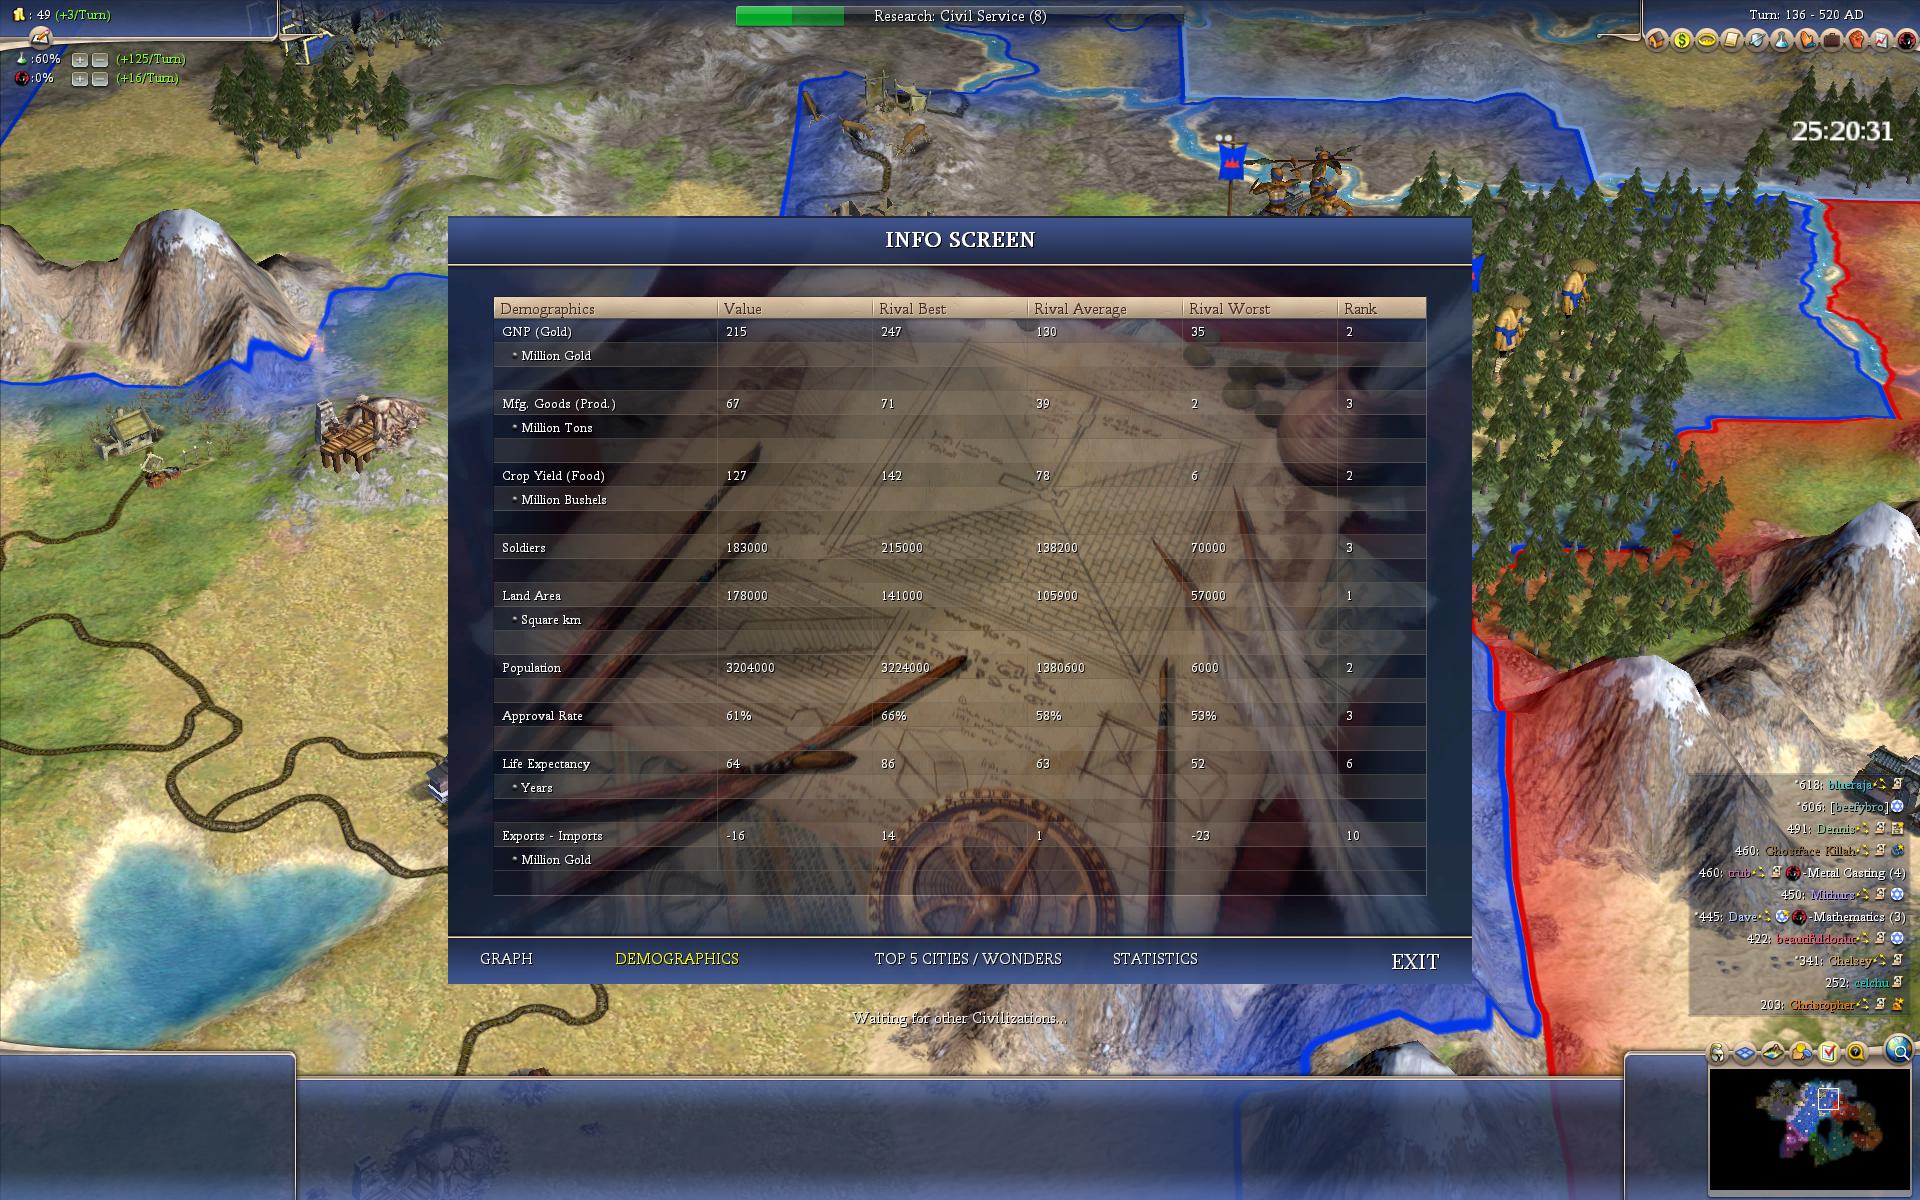 : 49 (+3/Turn)
Research: Civil Service (8)
Turn: 136 - 520 AD
:60% (+125/Turn)
:0% (+16/Turn)
25:20:31
INFO SCREEN
Demographics Value Rival Best Rival Average Rival Worst Rank
GNP (Gold) 215 247 130 35 2
• Million Gold
Mfg. Goods (Prod.) 67 71 39 2 3
• Million Tons
Crop Yield (Food) 127 142 78 6 2
• Million Bushels
Soldiers 183000 215000 138200 70000 3
Land Area 178000 141000 105900 57000 1
• Square km
Population 3204000 3224000 1380600 6000 2
Approval Rate 61% 66% 58% 53% 3
Life Expectancy 64 86 63 52 6
• Years
Exports - Imports -16 14 1 -23 10
• Million Gold
GRAPH DEMOGRAPHICS TOP 5 CITIES / WONDERS STATISTICS EXIT
Waiting for other Civilizations...
*618: blueraja
*606: [beefybro]
491: Dennis
460: Ghostface Killah
460: crub -Metal Casting (4)
450: Mithurs
*445: Dave -Mathematics (3)
422: beautifuldonut
*341: Chelsey
252: celchu
203: Christopher